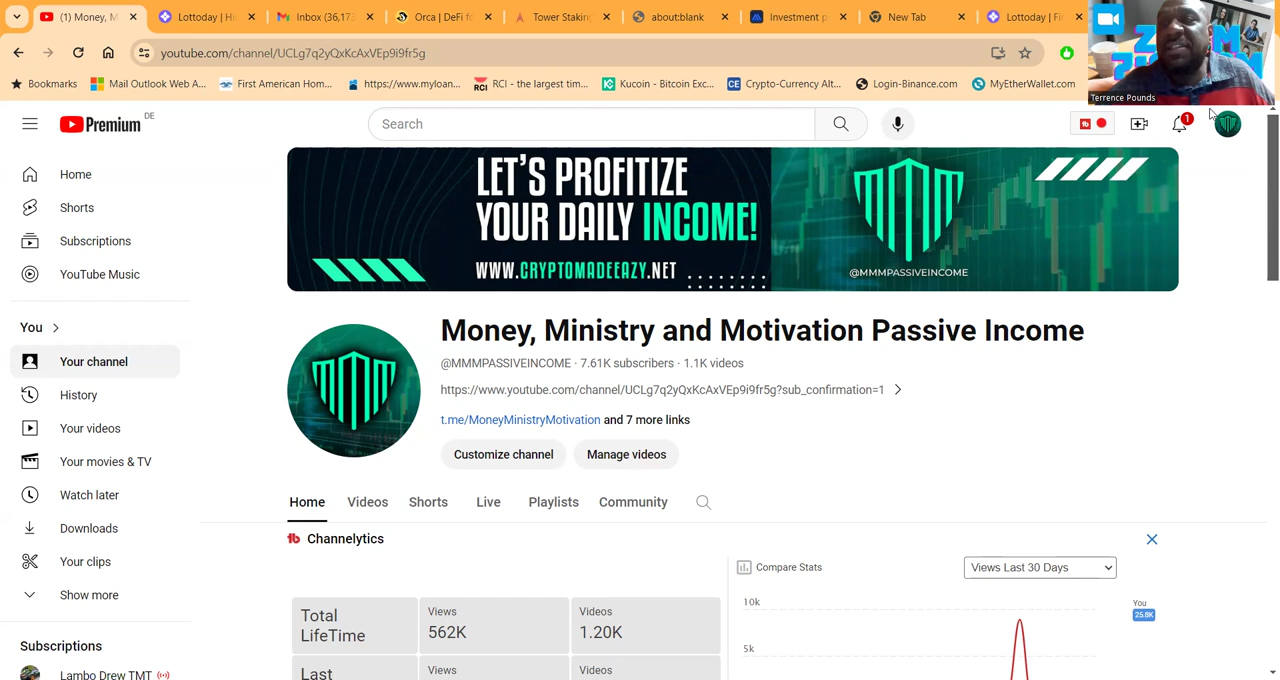 (1) Money, M
Lottoday | Hi
Inbox (36,173
Orca | DeFi fo
Tower Staking
about:blank
Investment p
New Tab
Lottoday | Fi
youtube.com/channel/UCLg7q2yQxKcAxVEp9i9fr5g
Bookmarks
Mail Outlook Web A...
First American Hom...
https://www.myloan...
RCI - the largest tim...
Kucoin - Bitcoin Exc...
Crypto-Currency Alt...
Login-Binance.com
MyEtherWallet.com
Terrence Pounds
Premium DE
Search
1
Home
Shorts
Subscriptions
YouTube Music
You
Your channel
History
Your videos
Your movies & TV
Watch later
Downloads
Your clips
Show more
Subscriptions
Lambo Drew TMT
LET'S PROFITIZE
YOUR DAILY INCOME!
WWW.CRYPTOMADEEAZY.NET
@MMMPASSIVEINCOME
Money, Ministry and Motivation Passive Income
@MMMPASSIVEINCOME · 7.61K subscribers · 1.1K videos
https://www.youtube.com/channel/UCLg7q2yQxKcAxVEp9i9fr5g?sub_confirmation=1
t.me/MoneyMinistryMotivation and 7 more links
Customize channel
Manage videos
Home
Videos
Shorts
Live
Playlists
Community
Channelytics
Total
LifeTime
Views
562K
Videos
1.20K
Last
Views
Videos
Compare Stats
Views Last 30 Days
10k
5k
You
25.8K